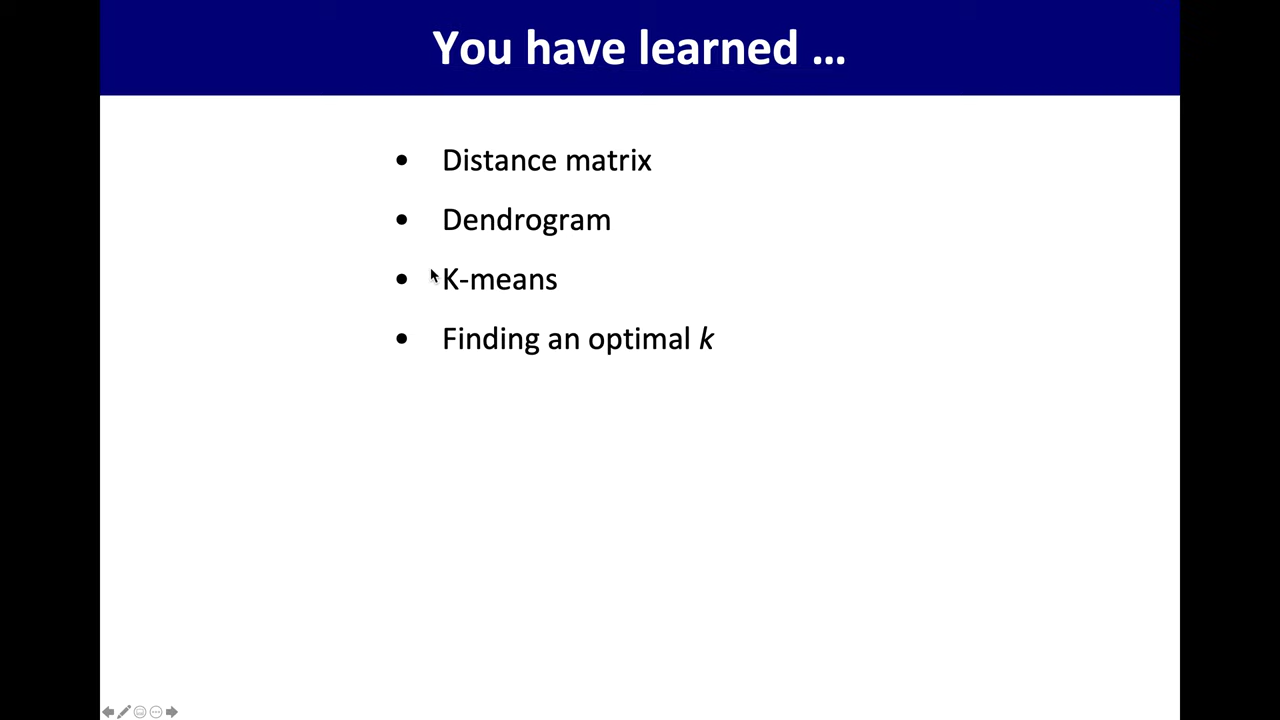 You have learned ...
• Distance matrix
• Dendrogram
• K-means
• Finding an optimal k